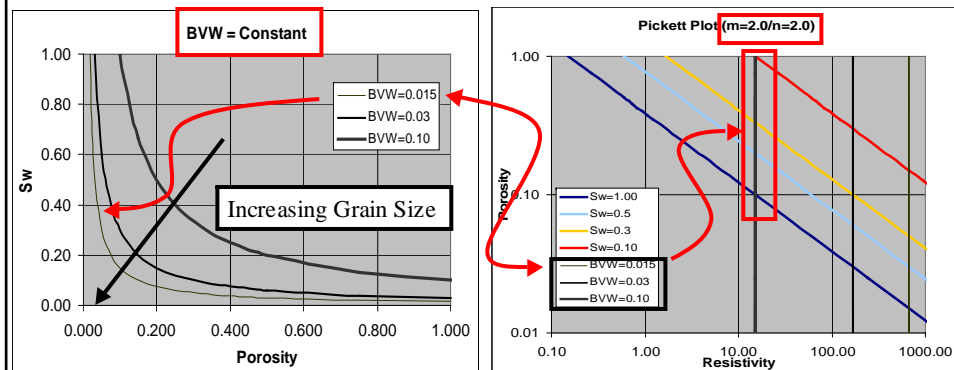 BVW = Constant
1.00
0.80
0.60
0.40
0.20
0.00
Sw
BVW=0.015
BVW=0.03
BVW=0.10
Increasing Grain Size
0.000
0.200
0.400
0.600
0.800
1.000
Porosity
Pickett Plot (m=2.0/n=2.0)
1.00
0.10
0.01
Porosity
Sw=1.00
Sw=0.5
Sw=0.3
Sw=0.10
BVW=0.015
BVW=0.03
BVW=0.10
0.10
1.00
10.00
100.00
1000.00
Resistivity